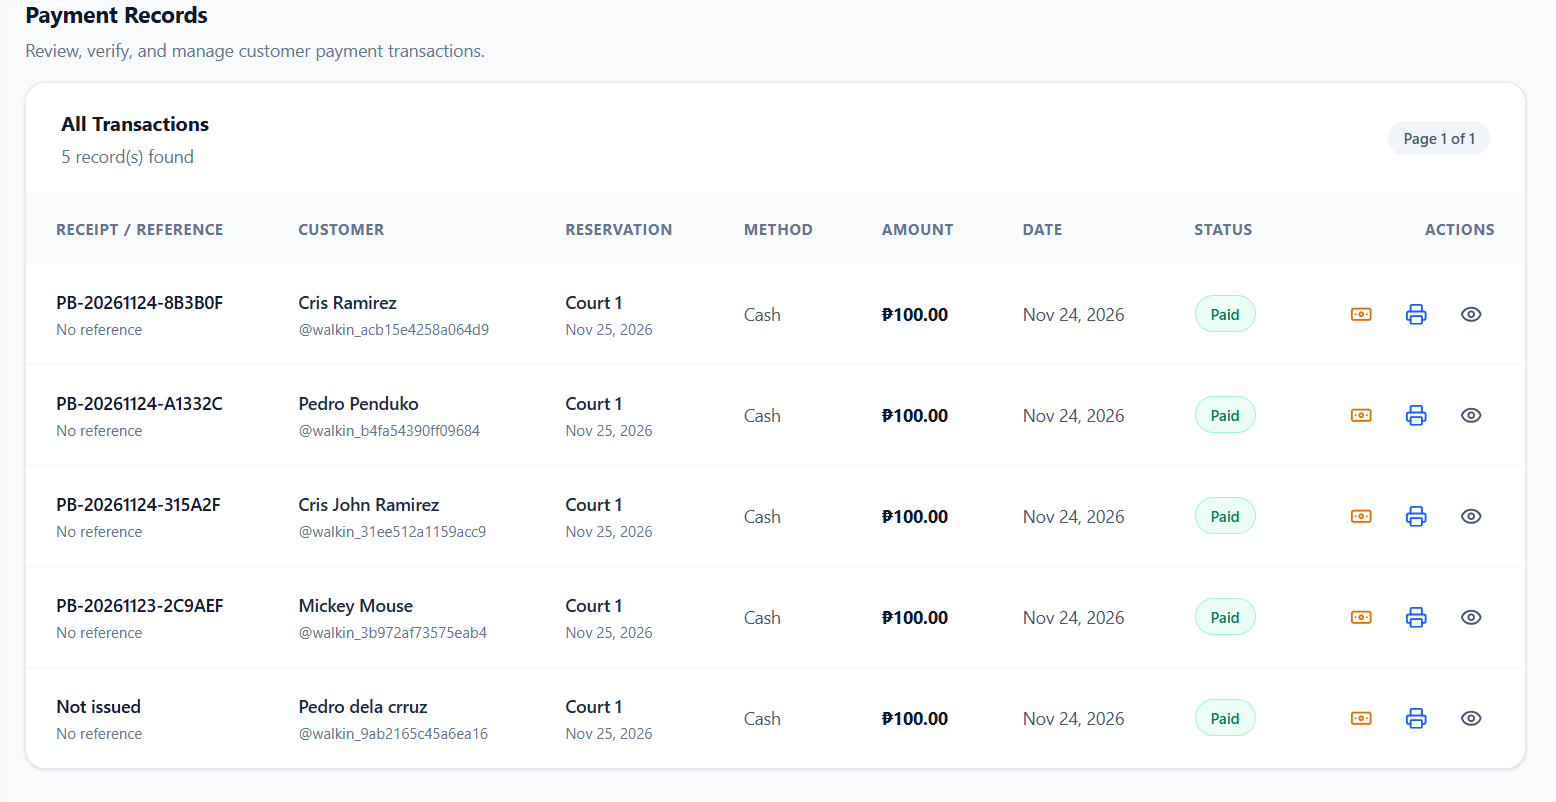 Payment Records
Review, verify, and manage customer payment transactions.
All Transactions
5 record(s) found
Page 1 of 1
RECEIPT / REFERENCE CUSTOMER RESERVATION METHOD AMOUNT DATE STATUS ACTIONS
PB-20261124-8B3B0F Cris Ramirez Court 1 Cash ₱100.00 Nov 24, 2026 Paid
No reference @walkin_acb15e4258a064d9 Nov 25, 2026
PB-20261124-A1332C Pedro Penduko Court 1 Cash ₱100.00 Nov 24, 2026 Paid
No reference @walkin_b4fa54390ff09684 Nov 25, 2026
PB-20261124-315A2F Cris John Ramirez Court 1 Cash ₱100.00 Nov 24, 2026 Paid
No reference @walkin_31ee512a1159acc9 Nov 25, 2026
PB-20261123-2C9AEF Mickey Mouse Court 1 Cash ₱100.00 Nov 24, 2026 Paid
No reference @walkin_3b972af73575eab4 Nov 25, 2026
Not issued Pedro dela crruz Court 1 Cash ₱100.00 Nov 24, 2026 Paid
No reference @walkin_9ab2165c45a6ea16 Nov 25, 2026